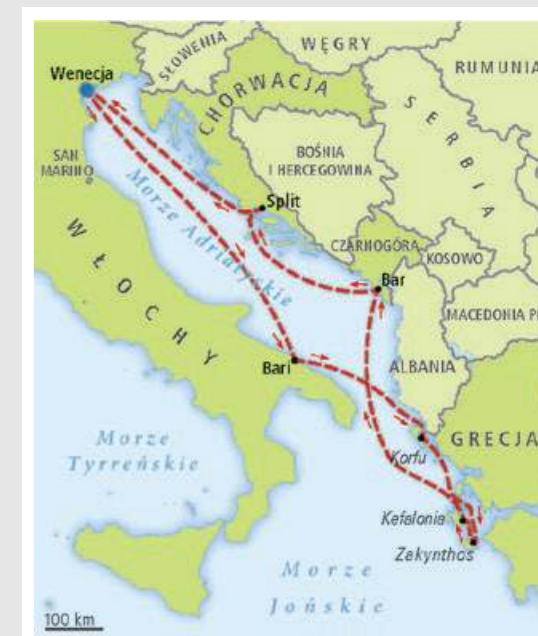 WĘGRY
SŁOWENIA
RUMUNIA
Wenecja
CHORWACJA
SERBIA
BOŚNIA
I HERCEGOWINA
SAN
MARINO
Split
Morze Adriatyckie
CZARNOGÓRA
KOSOWO
WŁOCHY
Bar
MACEDONIA P
Bari
ALBANIA
GRECJA
Korfu
Morze
Tyrreńskie
Kefalonia
Zakynthos
Morze
Jońskie
100 km